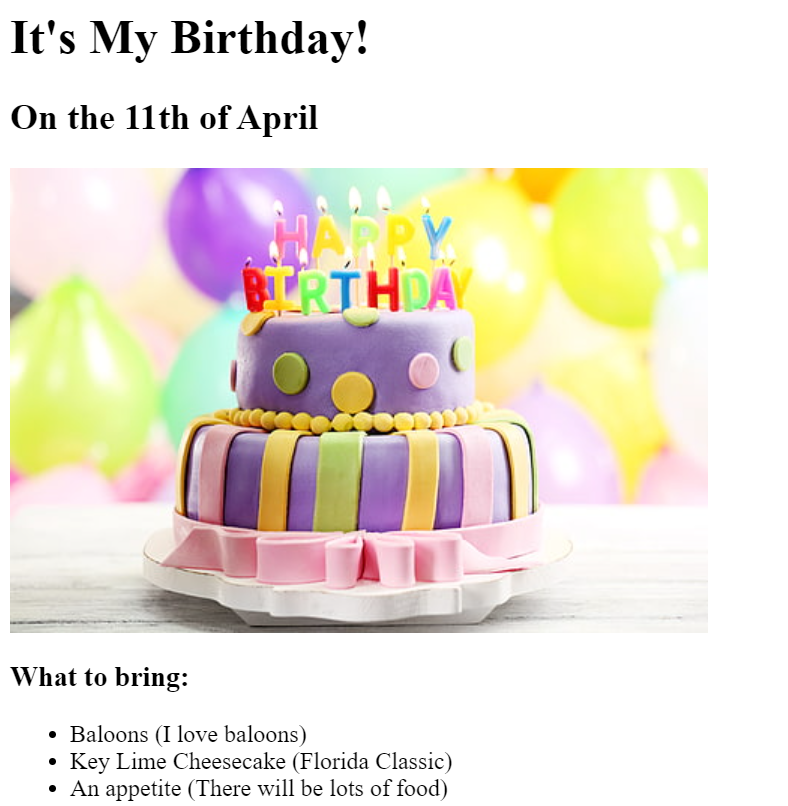 It's My Birthday!
On the 11th of April
HAPPY
BIRTHDAY
What to bring:
Baloons (I love baloons)
Key Lime Cheesecake (Florida Classic)
An appetite (There will be lots of food)